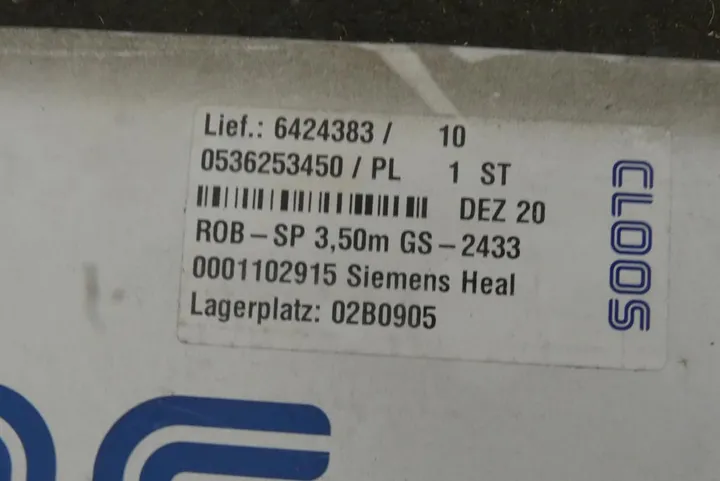 Lief.: 6424383 / 10
0536253450 / PL 1 ST
DEZ 20
ROB-SP 3,50m GS-2433
0001102915 Siemens Heal
Lagerplatz: 02B0905
CLOOS